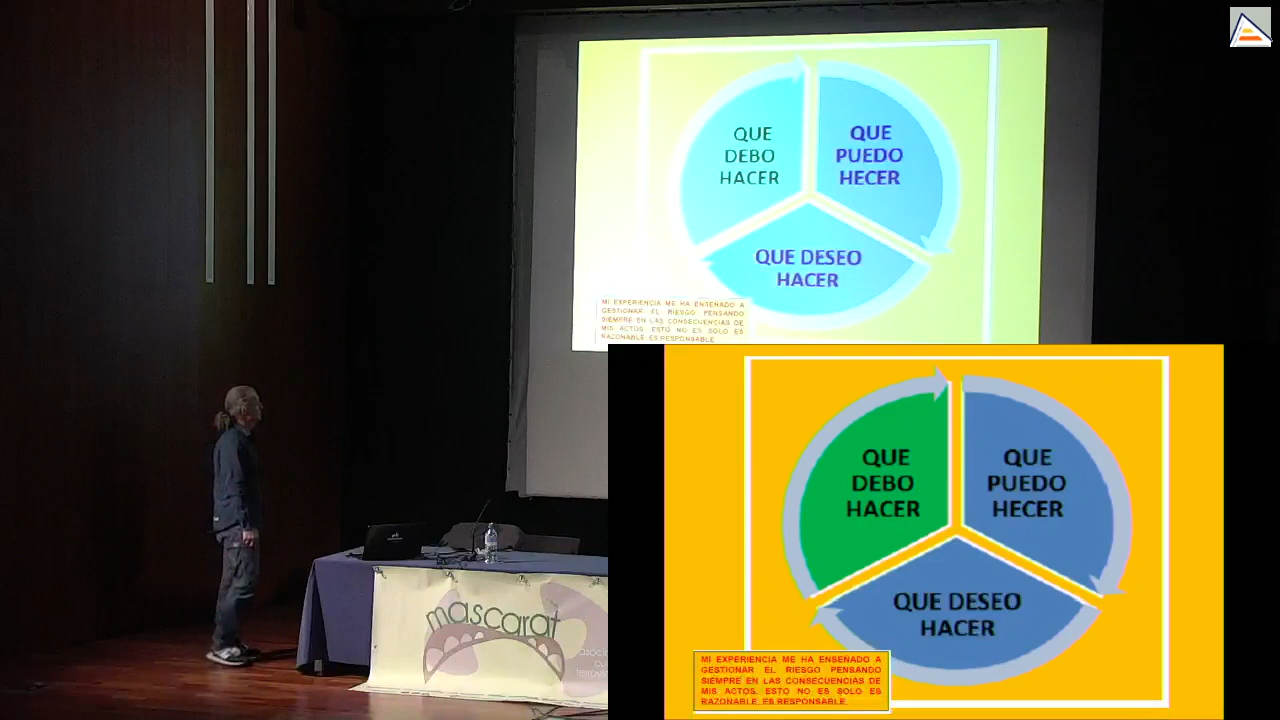 QUE
DEBO
HACER
QUE
PUEDO
HECER
QUE DESEO
HACER
MI EXPERIENCIA ME HA ENSEÑADO A
GESTIONAR EL RIESGO PENSANDO
SIEMPRE EN LAS CONSECUENCIAS DE
MIS ACTOS. ESTO NO ES SOLO ES
RAZONABLE, ES RESPONSABLE.
QUE
DEBO
HACER
QUE
PUEDO
HECER
QUE DESEO
HACER
MI EXPERIENCIA ME HA ENSEÑADO A
GESTIONAR EL RIESGO PENSANDO
SIEMPRE EN LAS CONSECUENCIAS DE
MIS ACTOS. ESTO NO ES SOLO ES
RAZONABLE, ES RESPONSABLE.
mascarat